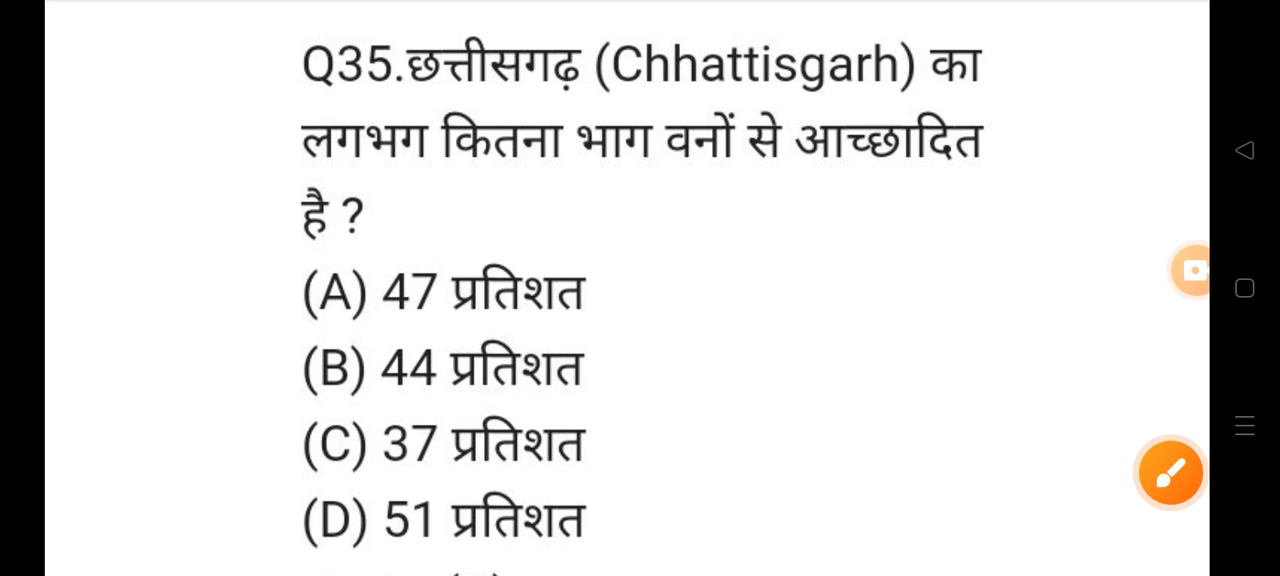 Q35.छत्तीसगढ़ (Chhattisgarh) का
लगभग कितना भाग वनों से आच्छादित
है ?
(A) 47 प्रतिशत
(B) 44 प्रतिशत
(C) 37 प्रतिशत
(D) 51 प्रतिशत